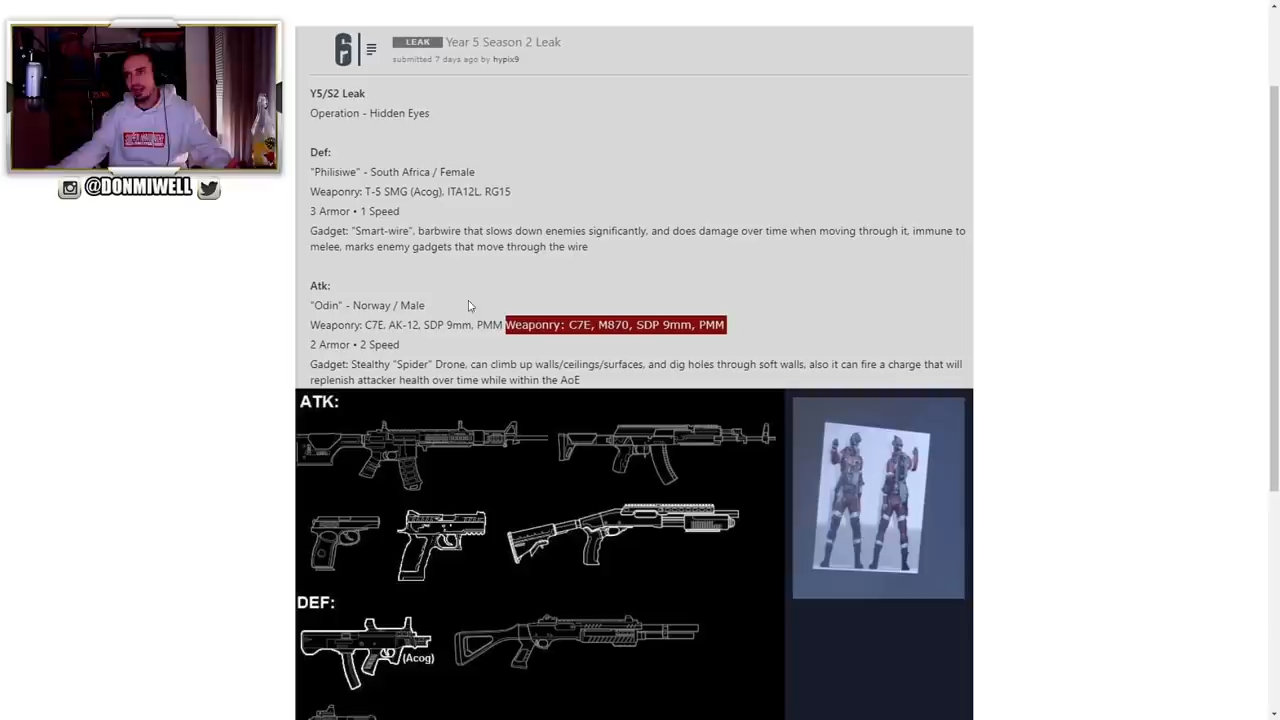 LEAK Year 5 Season 2 Leak
submitted 7 days ago by hypix9
@DONMIWELL
Y5/S2 Leak
Operation - Hidden Eyes
Def:
"Philisiwe" - South Africa / Female
Weaponry: T-5 SMG (Acog), ITA12L, RG15
3 Armor • 1 Speed
Gadget: "Smart-wire", barbwire that slows down enemies significantly, and does damage over time when moving through it, immune to
melee, marks enemy gadgets that move through the wire
Atk:
"Odin" - Norway / Male
Weaponry: C7E, AK-12, SDP 9mm, PMM Weaponry: C7E, M870, SDP 9mm, PMM
2 Armor • 2 Speed
Gadget: Stealthy "Spider" Drone, can climb up walls/ceilings/surfaces, and dig holes through soft walls, also it can fire a charge that will
replenish attacker health over time while within the AoE
ATK:
DEF:
(Acog)